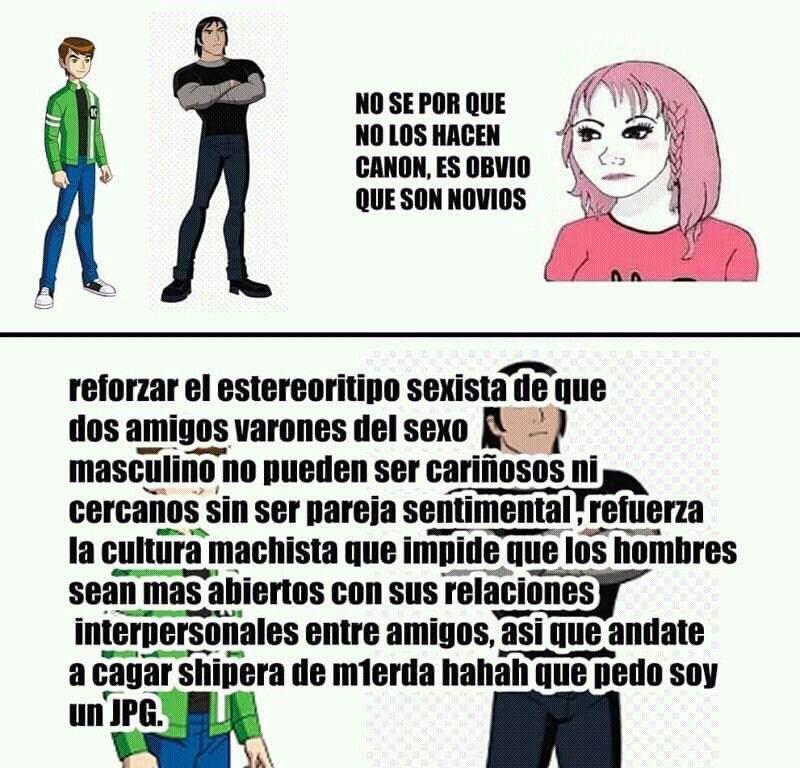 NO SE POR QUE
NO LOS HACEN
CANON, ES OBVIO
QUE SON NOVIOS
reforzar el estereoritipo sexista de que
dos amigos varones del sexo
masculino no pueden ser cariñosos ni
cercanos sin ser pareja sentimental , refuerza
la cultura machista que impide que los hombres
sean mas abiertos con sus relaciones
interpersonales entre amigos, asi que andate
a cagar shipera de m1erda hahah que pedo soy
un JPG.